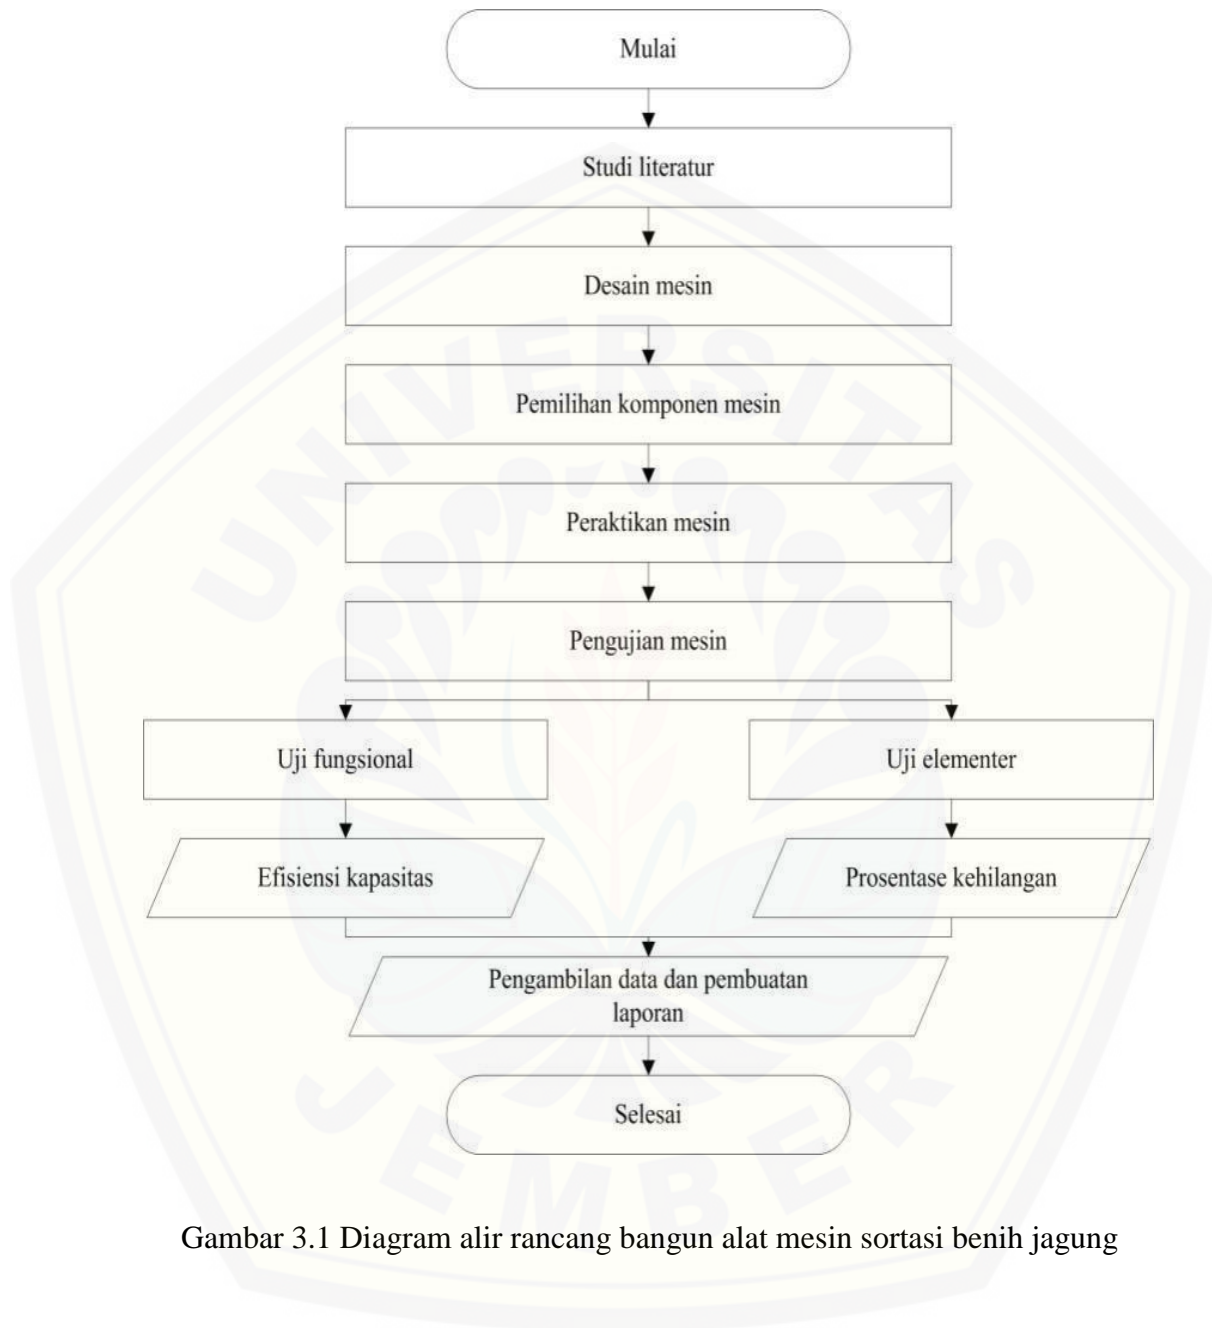 Mulai
Studi literatur
Desain mesin
Pemilihan komponen mesin
Peraktikan mesin
Pengujian mesin
Uji fungsional
Uji elementer
Efisiensi kapasitas
Prosentase kehilangan
Pengambilan data dan pembuatan
laporan
Selesai
UNIVERSITAS
JEMBER
Gambar 3.1 Diagram alir rancang bangun alat mesin sortasi benih jagung